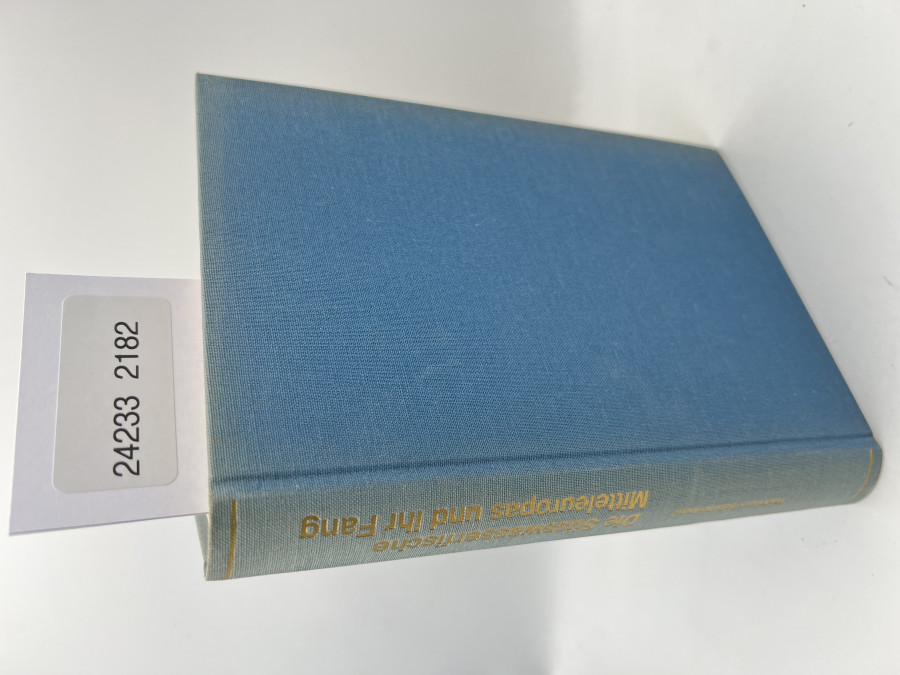 24233 2182
Die Süsswasserfische
Mitteleuropas und ihr Fang